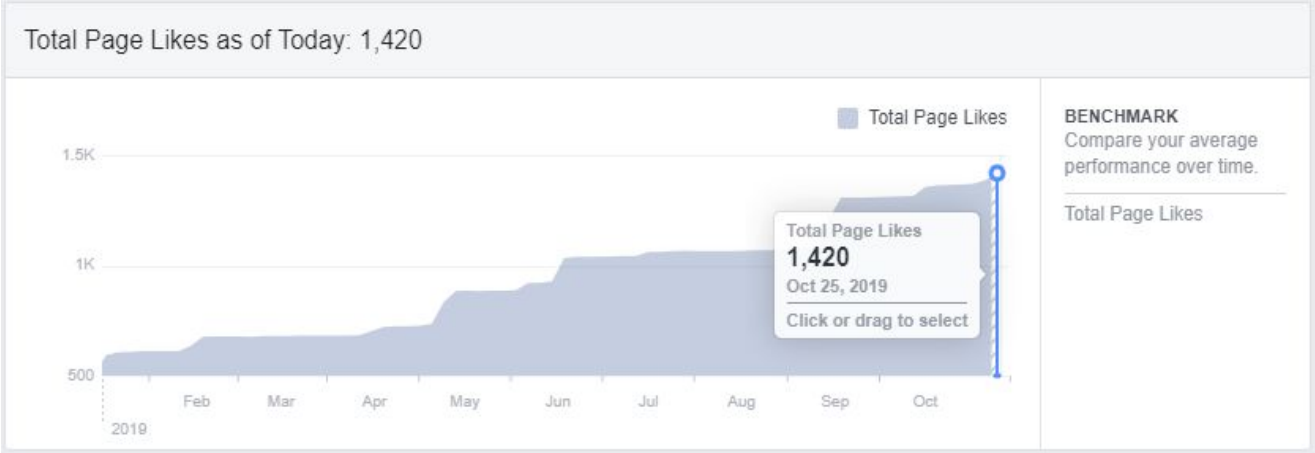 Total Page Likes as of Today: 1,420
Total Page Likes
BENCHMARK
Compare your average
performance over time.
Total Page Likes
1.5K
1K
500
Total Page Likes
1,420
Oct 25, 2019
Click or drag to select
Feb Mar Apr May Jun Jul Aug Sep Oct
2019